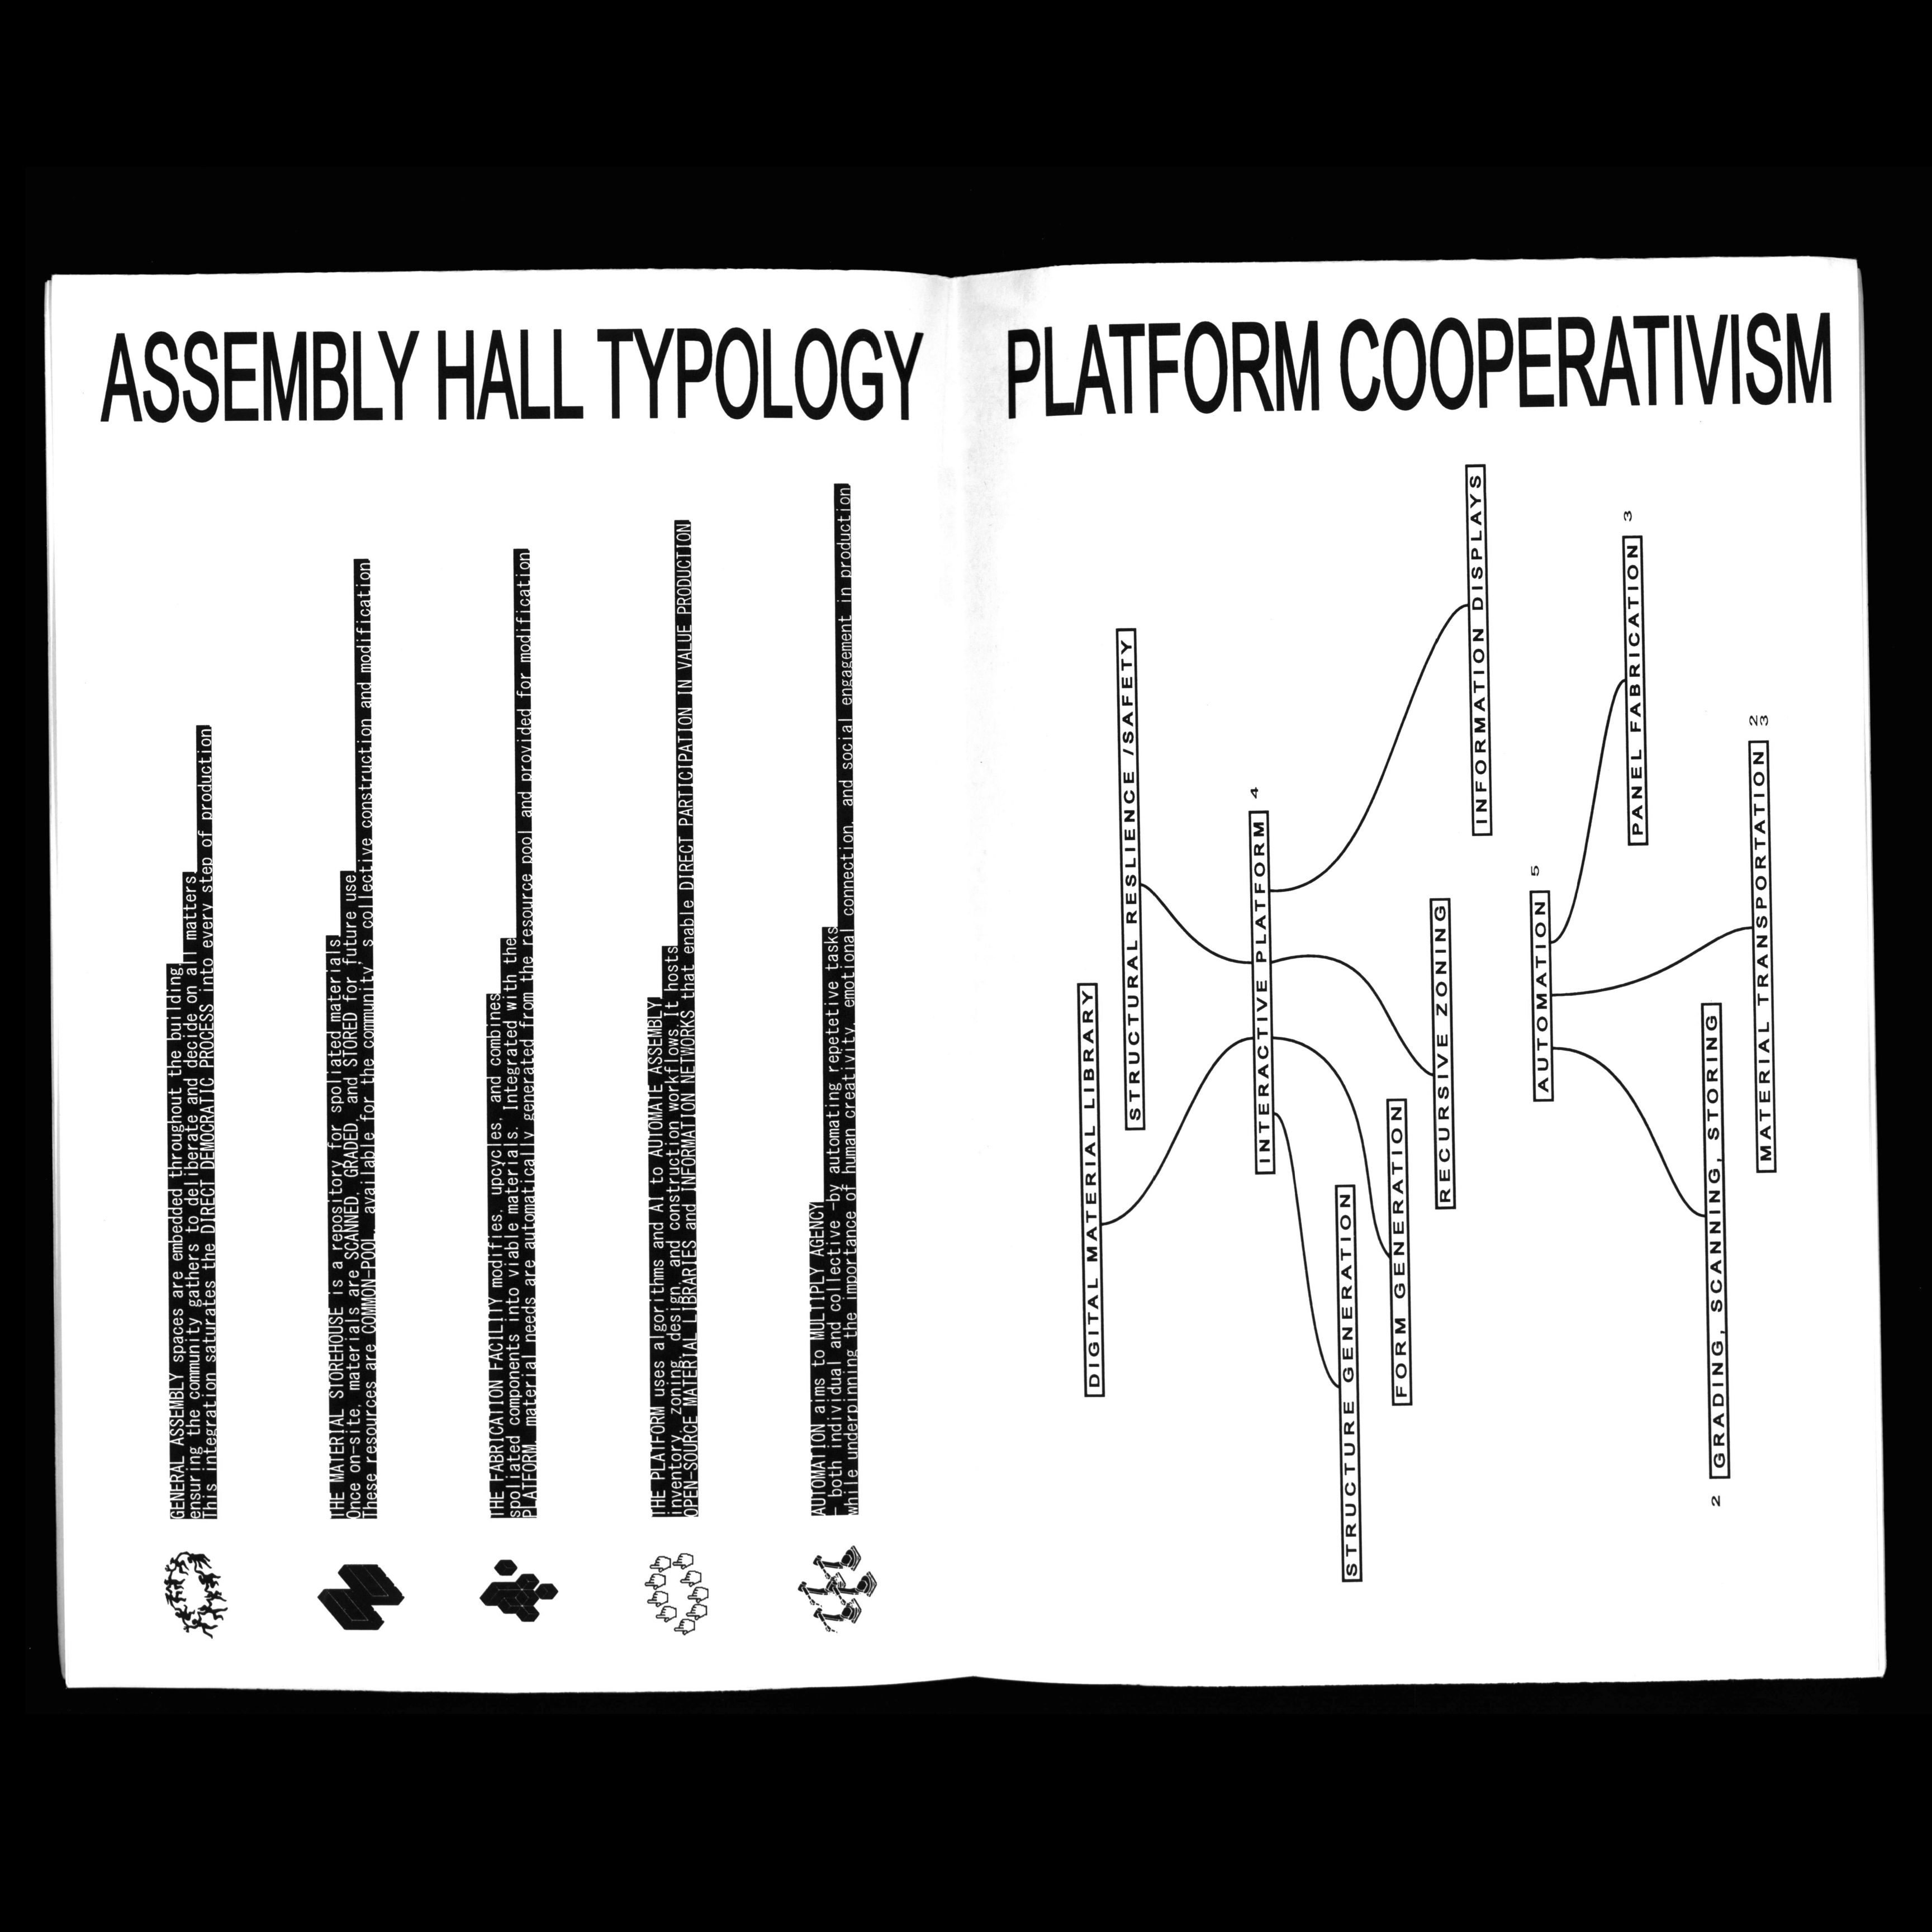 ASSEMBLY HALL TYPOLOGY
GENERAL ASSEMBLY spaces are embedded throughout the building,
ensuring the community gathers to deliberate and decide on all matters.
This integration saturates the DIRECT DEMOCRATIC PROCESS into every step of production
THE MATERIAL STOREHOUSE is a repository for spoliated materials.
Once on-site, materials are SCANNED, GRADED, and STORED for future use.
These resources are COMMON-POOL, available for the community's collective construction and modification
THE FABRICATION FACILITY modifies, upcycles, and combines
spoliated components into viable materials. Integrated with the
PLATFORM, material needs are automatically generated from the resource pool and provided for modification
THE PLATFORM uses algorithms and AI to AUTOMATE ASSEMBLY
inventory, zoning, design, and construction workflows.It hosts
OPEN-SOURCE MATERIAL LIBRARIES and INFORMATION NETWORKS that enable DIRECT PARTICIPATION IN VALUE PRODUCTION
AUTOMATION aims to MULTIPLY AGENCY
- both individual and collective -by automating repetetive tasks
while underpinning the importance of human creativity, emotional connection, and social engagement in production
PLATFORM COOPERATIVISM
DIGITAL MATERIAL LIBRARY
STRUCTURAL RESLIENCE /SAFETY
INTERACTIVE PLATFORM 4
STRUCTURE GENERATION
FORM GENERATION
RECURSIVE ZONING
INFORMATION DISPLAYS
AUTOMATION 5
PANEL FABRICATION 3
2 GRADING, SCANNING, STORING
MATERIAL TRANSPORTATION 2
3